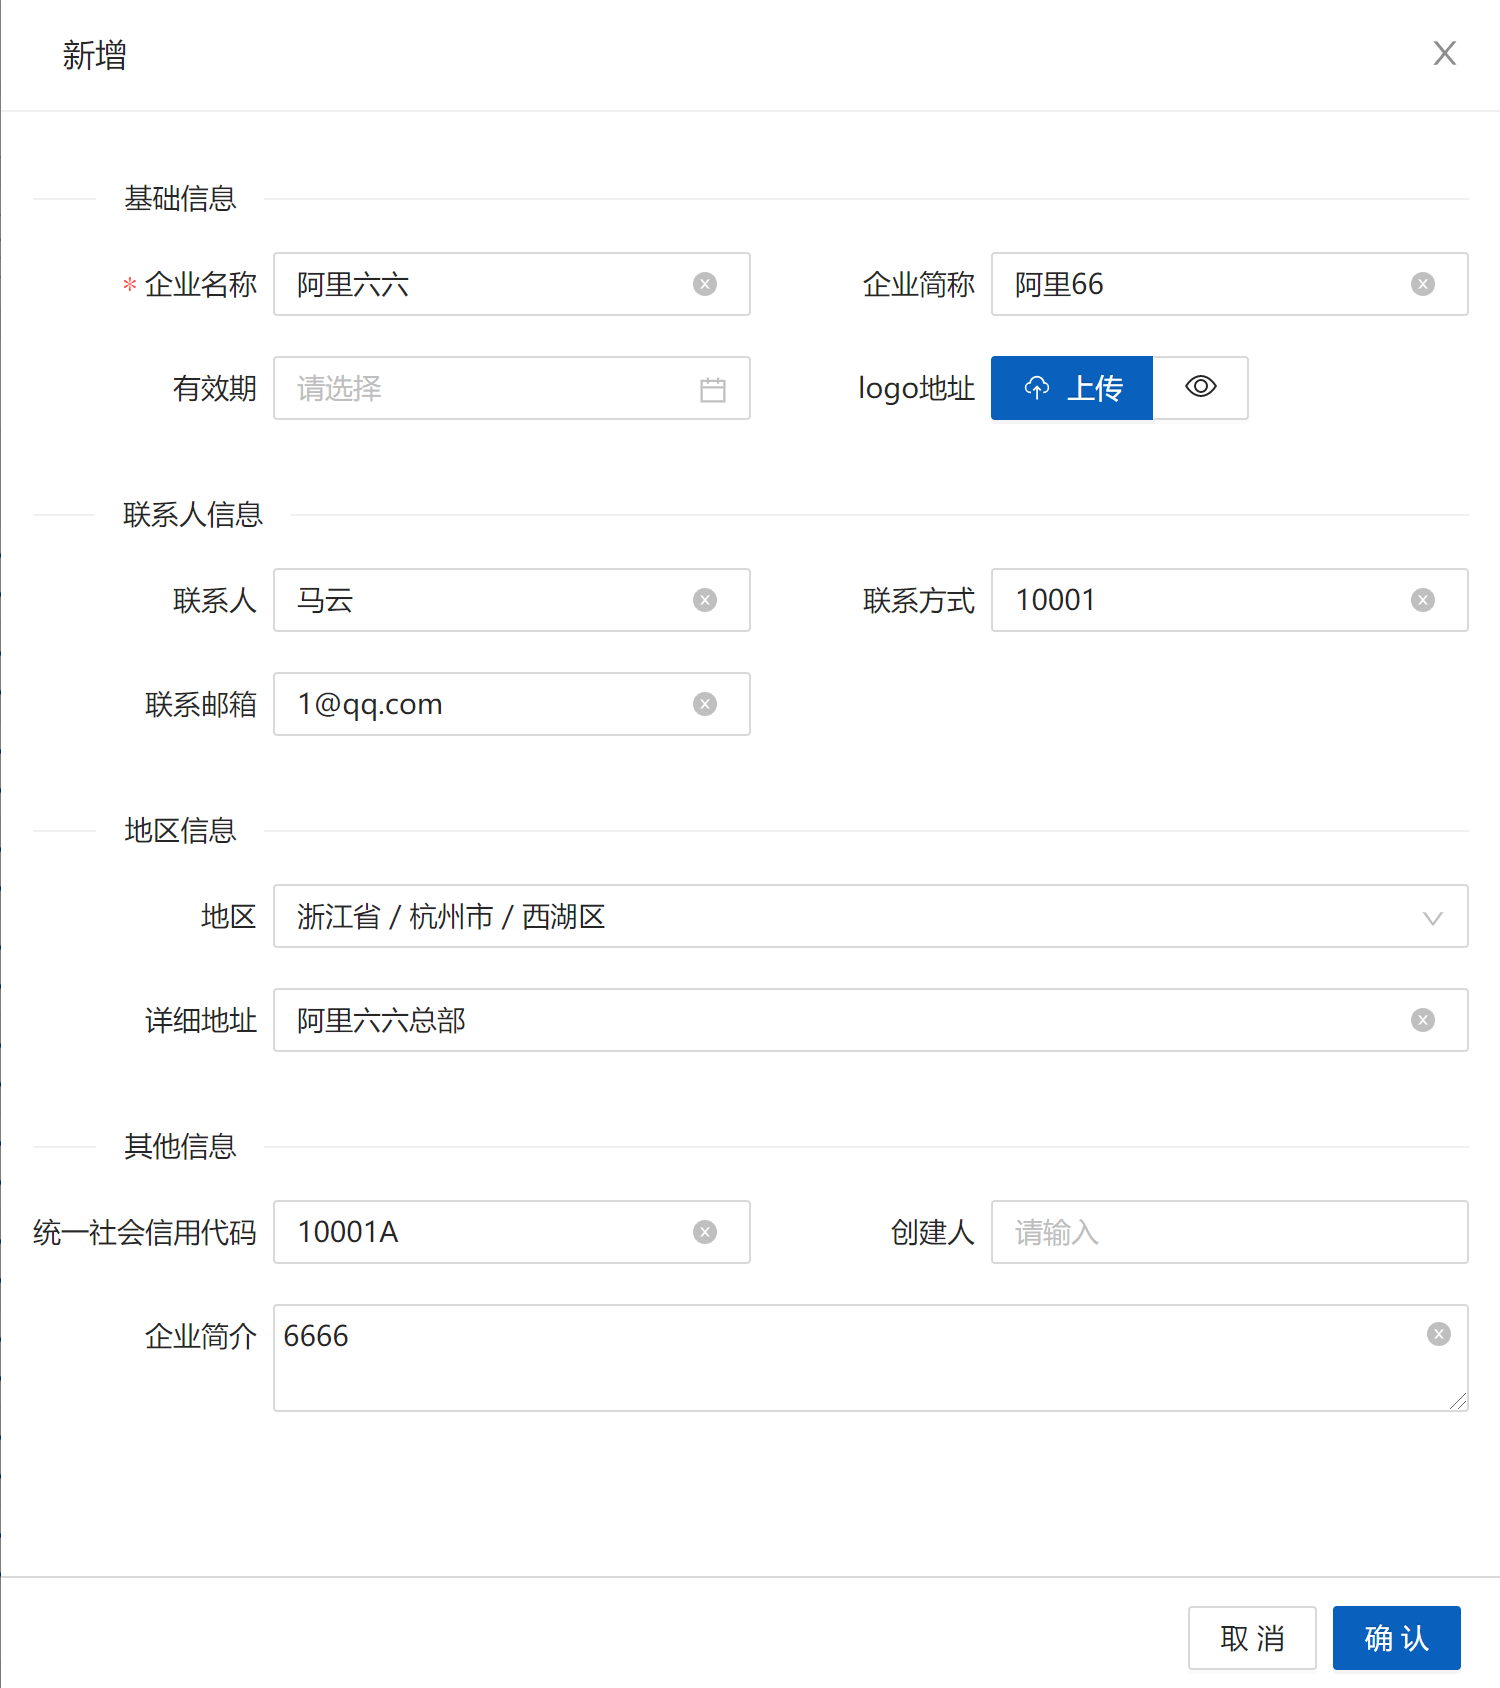 新增
基础信息
* 企业名称 阿里六六 企业简称 阿里66
有效期 请选择 logo地址 上传
联系人信息
联系人 马云 联系方式 10001
联系邮箱 1@qq.com
地区信息
地区 浙江省 / 杭州市 / 西湖区
详细地址 阿里六六总部
其他信息
统一社会信用代码 10001A 创建人 请输入
企业简介 6666
取 消 确 认